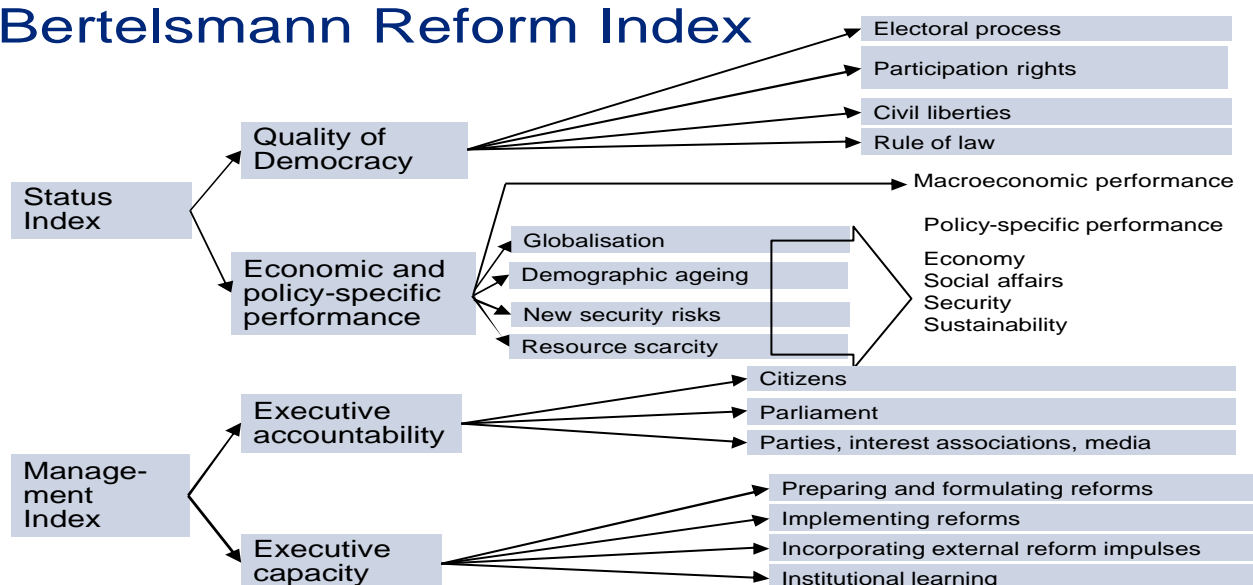 Bertelsmann Reform Index
Electoral process
Participation rights
Civil liberties
Rule of law
Quality of
Democracy
Status
Index
Macroeconomic performance
Policy-specific performance
Economy
Social affairs
Security
Sustainability
Globalisation
Demographic ageing
New security risks
Resource scarcity
Economic and
policy-specific
performance
Citizens
Parliament
Parties, interest associations, media
Executive
accountability
Manage-
ment
Index
Preparing and formulating reforms
Implementing reforms
Incorporating external reform impulses
Institutional learning
Executive
capacity